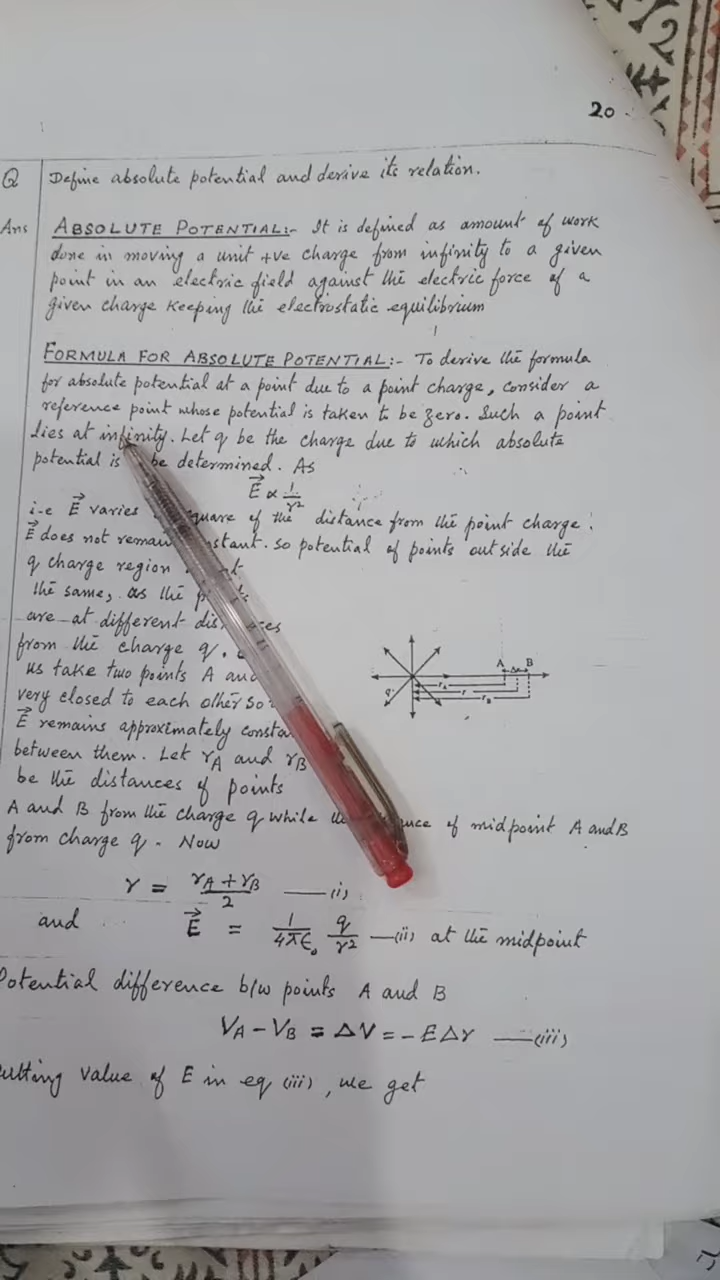 20
Q Define absolute potential and derive its relation.
Ans ABSOLUTE POTENTIAL:- It is defined as amount of work
done in moving a unit +ve charge from infinity to a given
point in an electric field against the electric force of a
given charge keeping the electrostatic equilibrium
FORMULA FOR ABSOLUTE POTENTIAL:- To derive the formula
for absolute potential at a point due to a point charge, consider a
reference point whose potential is taken to be zero. Such a point
lies at infinity. Let q be the charge due to which absolute
potential is be determined. As
E⃗ ∝ 1/r²
i.e E⃗ varies square of the distance from the point charge.
E⃗ does not remain so potential of points outside the
q charge region
the same, as the
are at different
from the charge q.
us take two points A
very closed to each other so
E⃗ remains approximately
between them. Let rA and rB
be the distances of points
A and B from the charge q while of midpoint A and B
from charge q. Now
r = (rA + rB)/2 —(i)
and E⃗ = 1/4πε₀ q/r² —(ii) at the midpoint
Potential difference b/w points A and B
VA - VB = ΔV = - EΔr —(iii)
value of E in eq (iii), we get
A Δr B
q
rA
r
rB